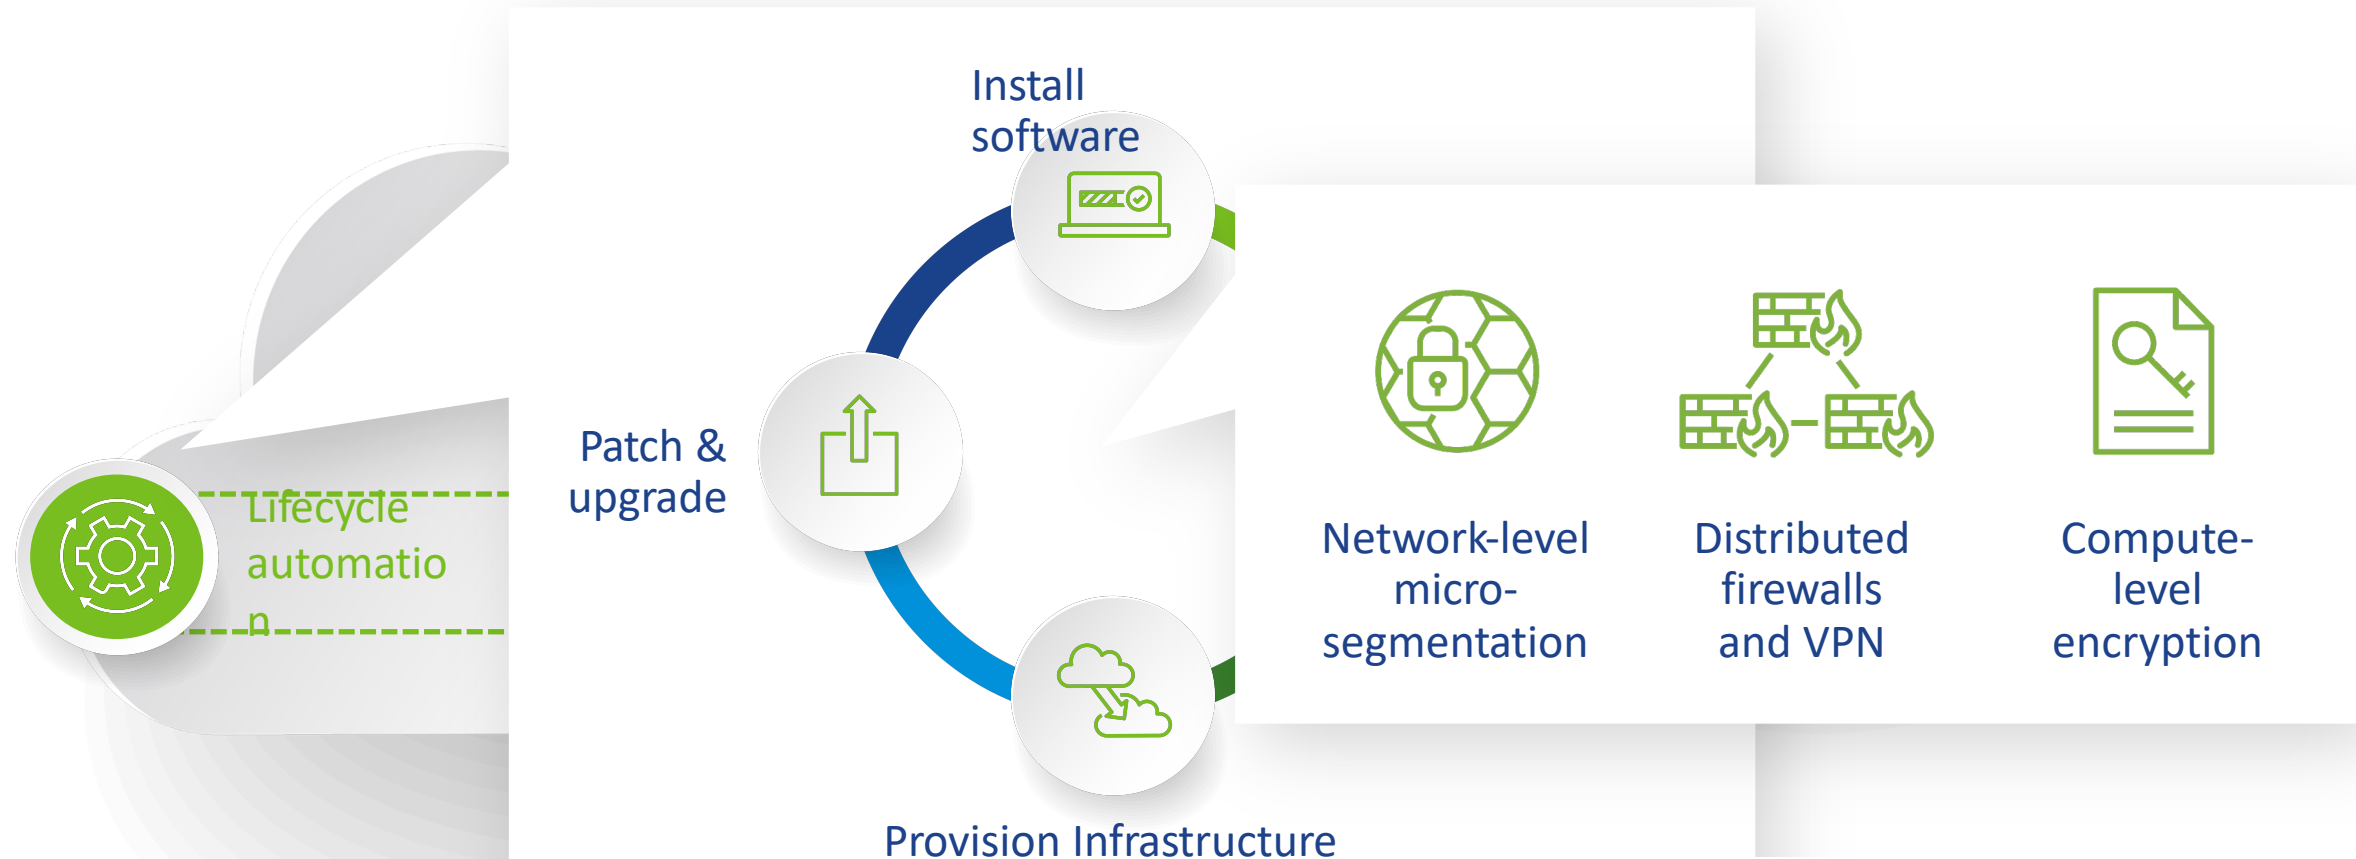 Install
software
Patch &
upgrade
Lifecycle
automatio
n
Provision Infrastructure
Network-level
micro-
segmentation
Distributed
firewalls
and VPN
Compute-
level
encryption